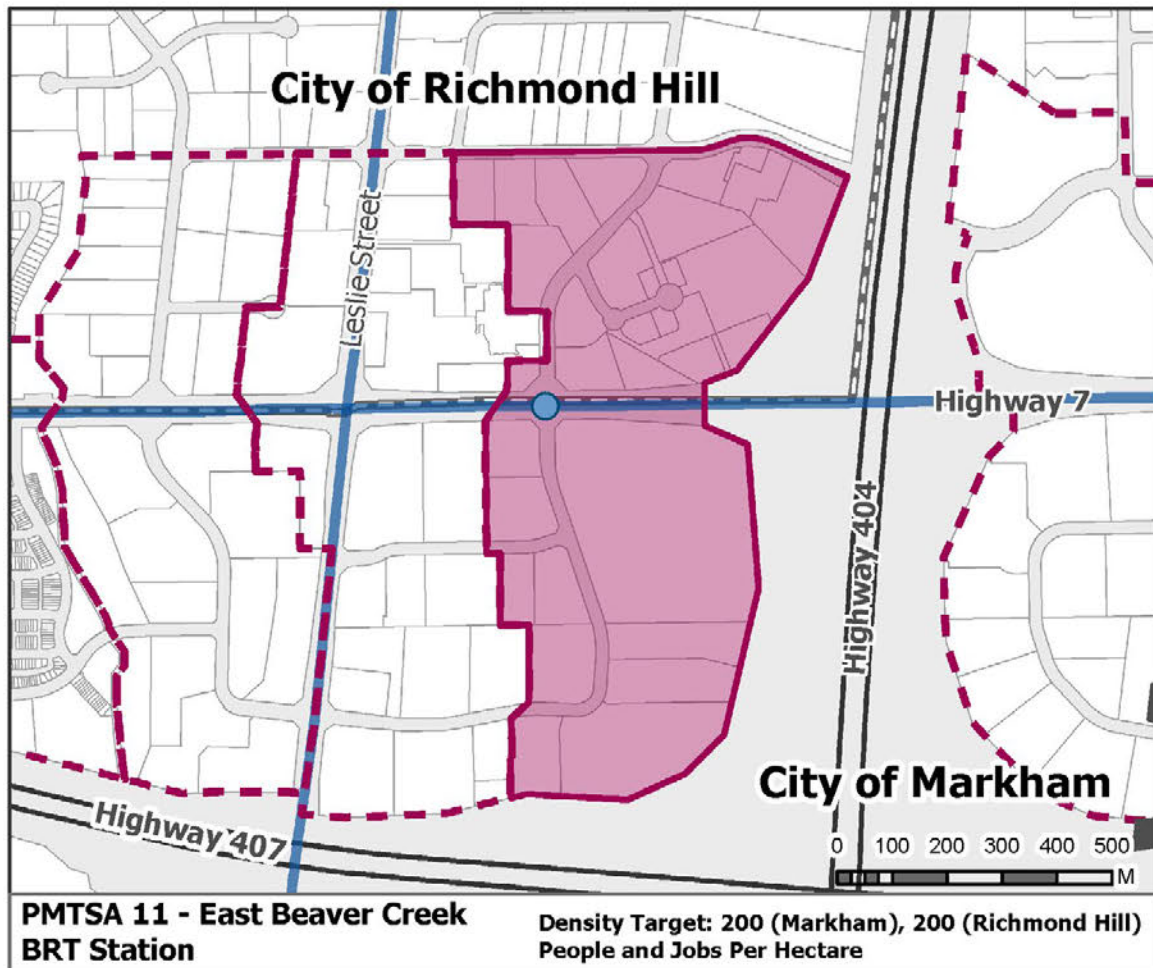 City of Richmond Hill
Leslie Street
Highway 7
Highway 404
City of Markham
Highway 407
0 100 200 300 400 500
M
PMTSA 11 - East Beaver Creek
BRT Station
Density Target: 200 (Markham), 200 (Richmond Hill)
People and Jobs Per Hectare